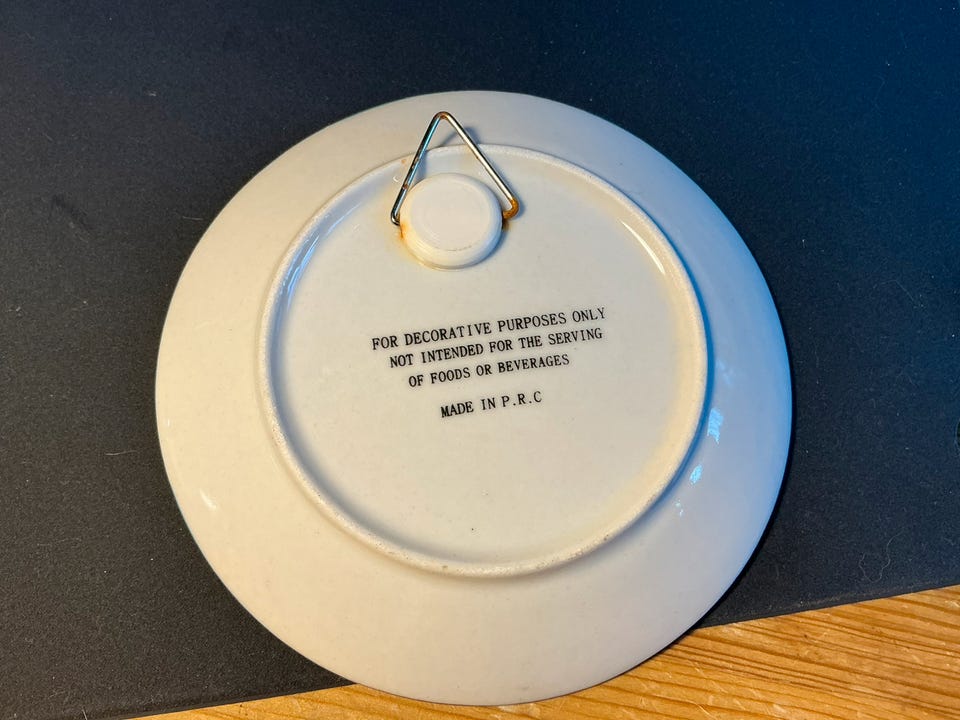 FOR DECORATIVE PURPOSES ONLY
NOT INTENDED FOR THE SERVING
OF FOODS OR BEVERAGES
MADE IN P.R.C